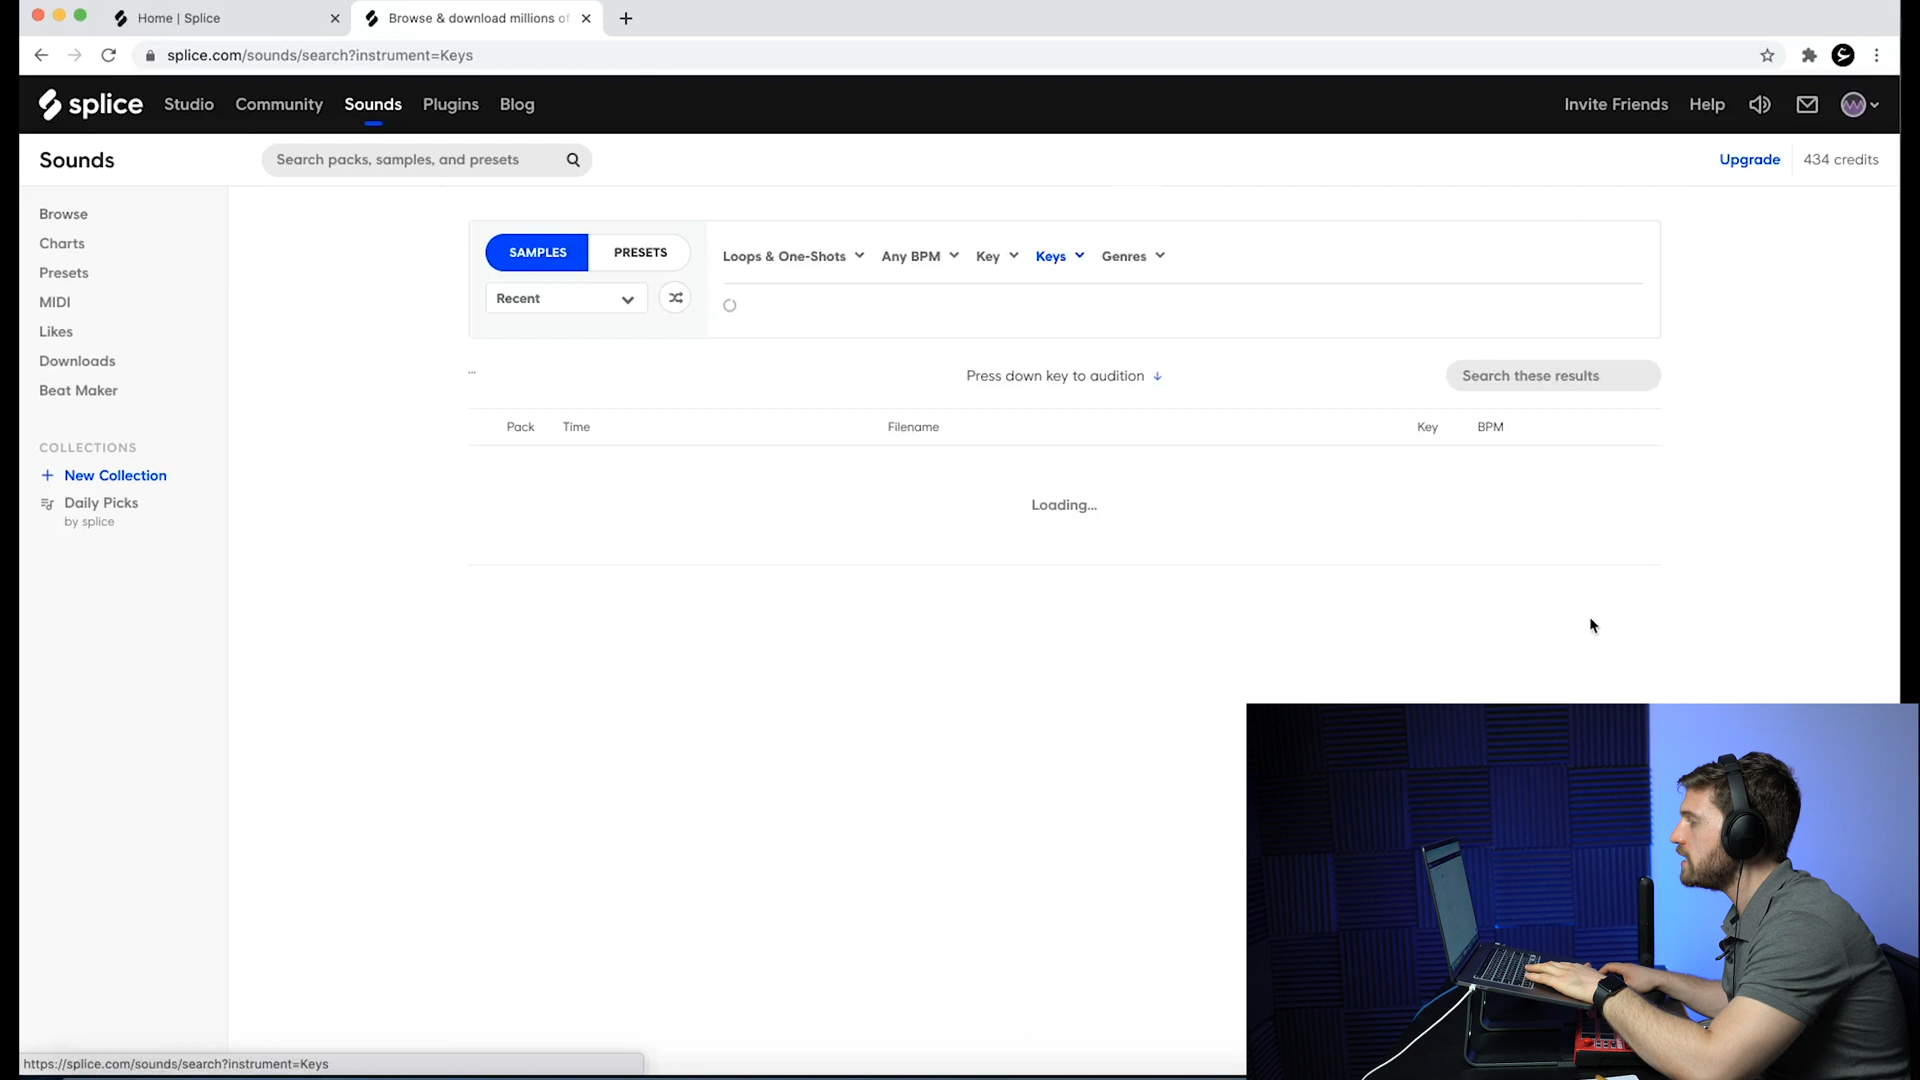 Home | Splice
Browse & download millions of
splice.com/sounds/search?instrument=Keys
splice Studio Community Sounds Plugins Blog Invite Friends Help
Sounds Search packs, samples, and presets Upgrade 434 credits
Browse
Charts
Presets
MIDI
Likes
Downloads
Beat Maker
COLLECTIONS
+ New Collection
Daily Picks
by splice
SAMPLES PRESETS
Recent
Loops & One-Shots Any BPM Key Keys Genres
...
Press down key to audition ↓
Search these results
Pack Time Filename Key BPM
Loading...
https://splice.com/sounds/search?instrument=Keys